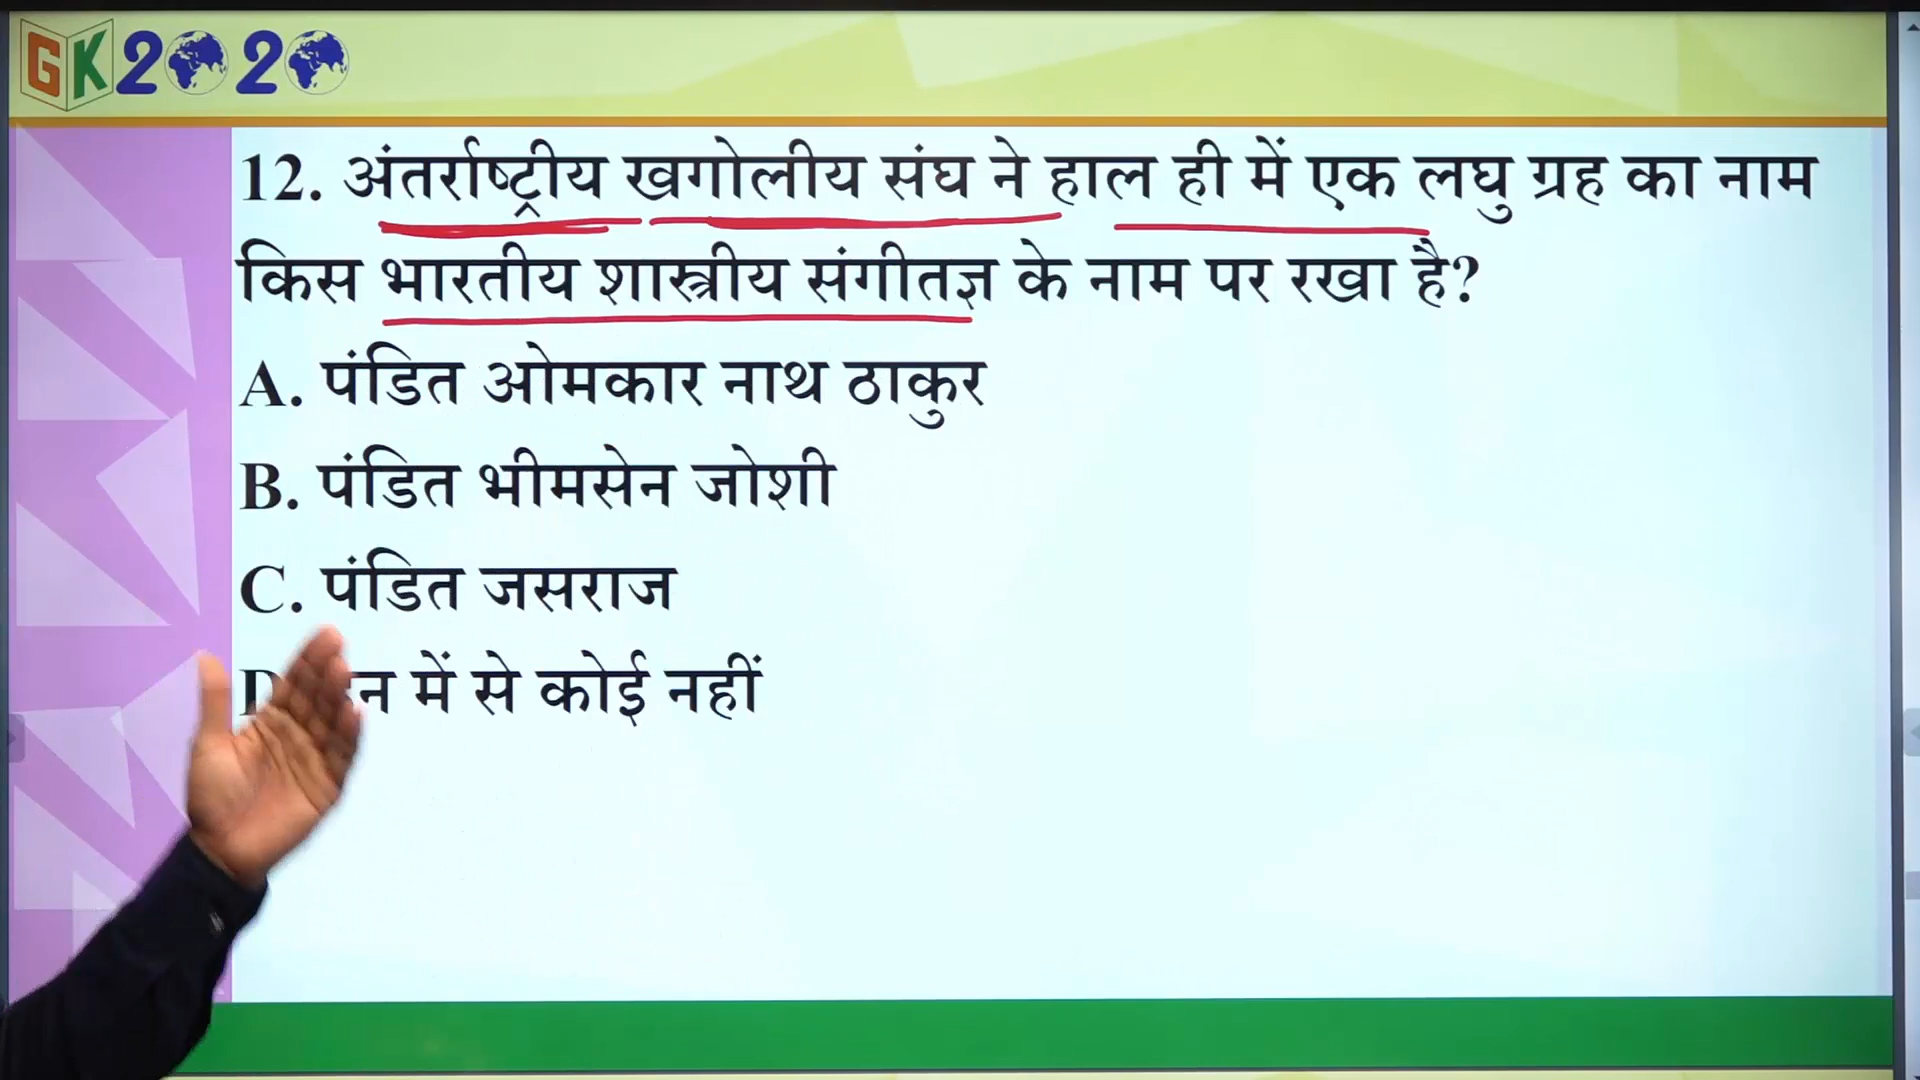 GK2020
12. अंतर्राष्ट्रीय खगोलीय संघ ने हाल ही में एक लघु ग्रह का नाम
किस भारतीय शास्त्रीय संगीतज्ञ के नाम पर रखा है?
A. पंडित ओमकार नाथ ठाकुर
B. पंडित भीमसेन जोशी
C. पंडित जसराज
में से कोई नहीं